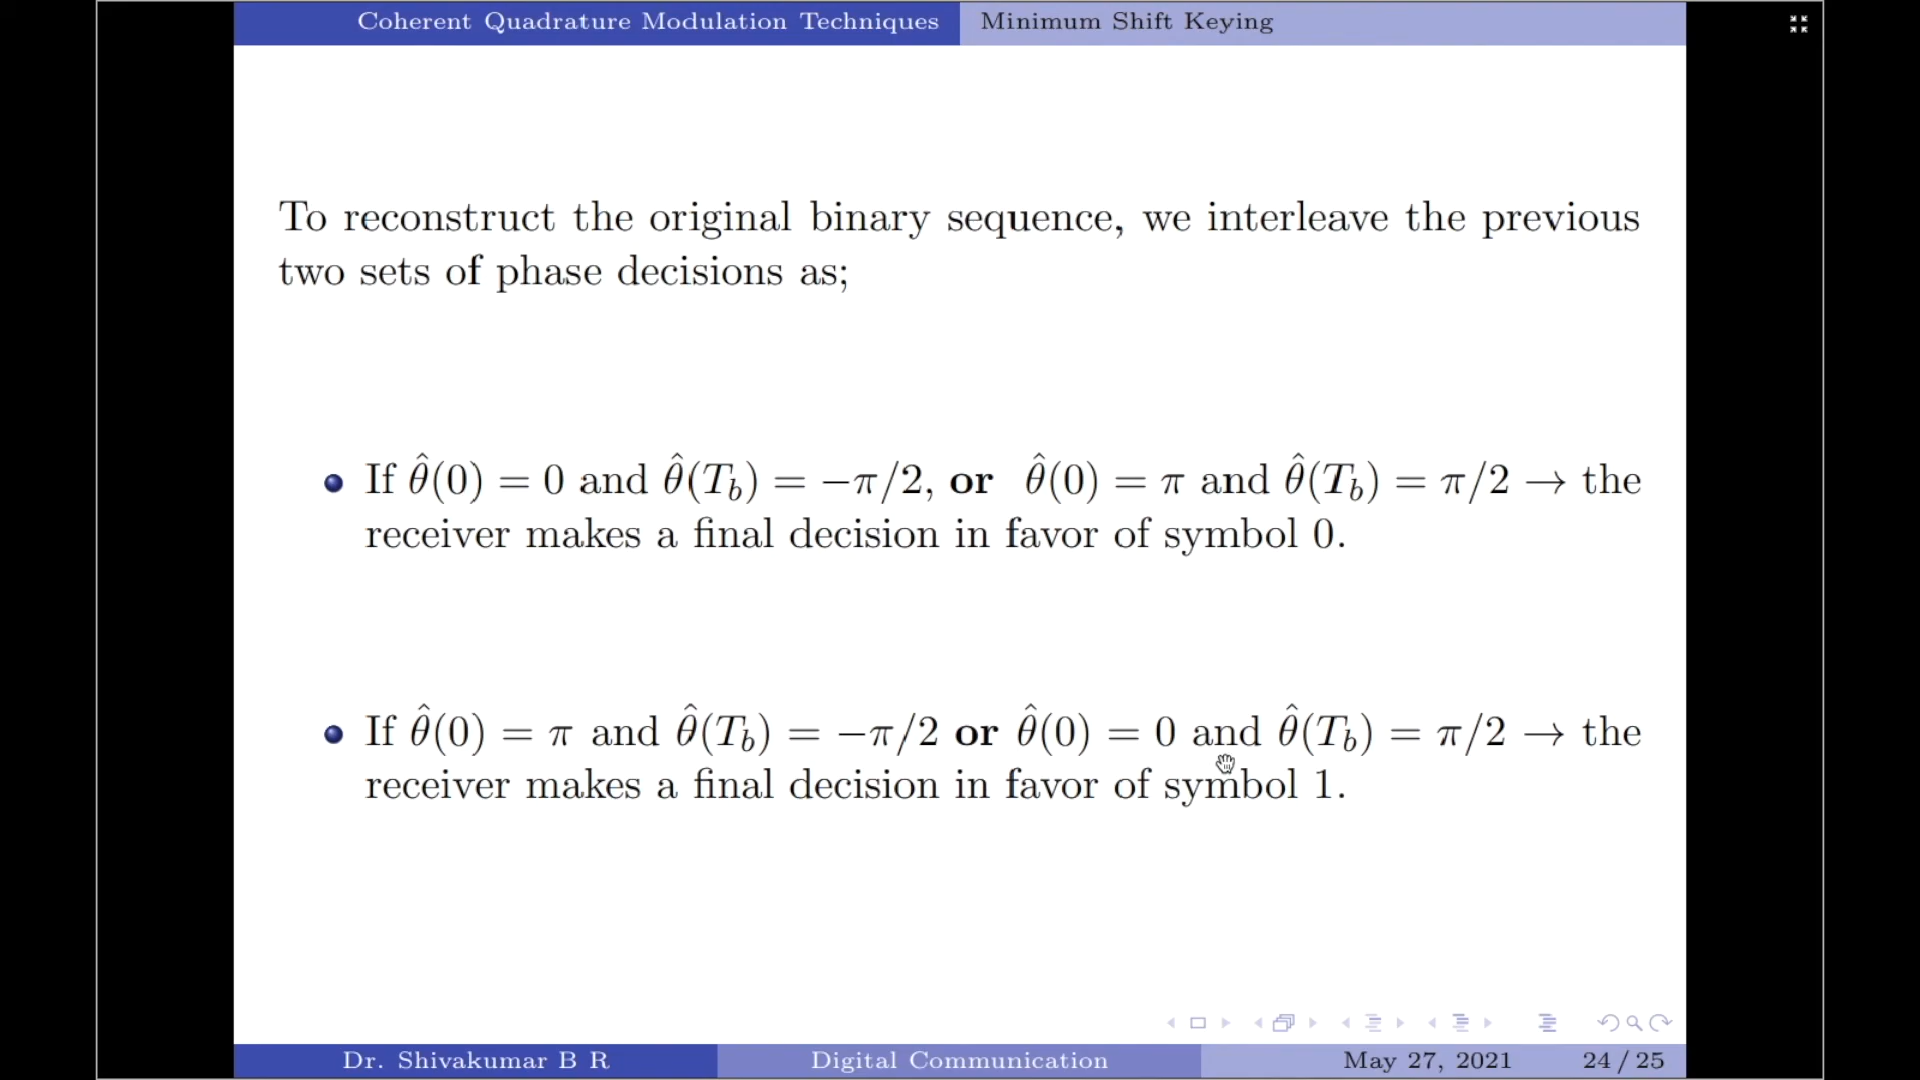 Coherent Quadrature Modulation Techniques Minimum Shift Keying
To reconstruct the original binary sequence, we interleave the previous
two sets of phase decisions as;
• If θ̂(0) = 0 and θ̂(T_b) = −π/2, or θ̂(0) = π and θ̂(T_b) = π/2 → the
receiver makes a final decision in favor of symbol 0.
• If θ̂(0) = π and θ̂(T_b) = −π/2 or θ̂(0) = 0 and θ̂(T_b) = π/2 → the
receiver makes a final decision in favor of symbol 1.
Dr. Shivakumar B R Digital Communication May 27, 2021 24 / 25